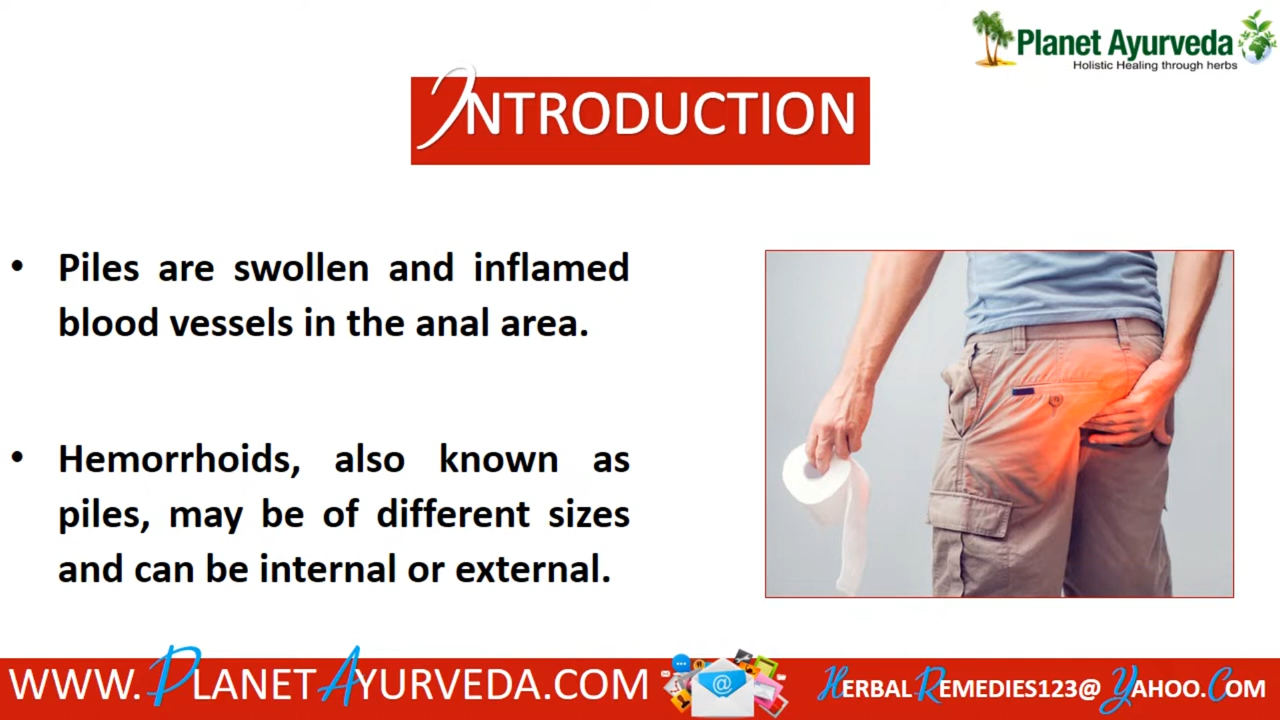 Planet Ayurveda
Holistic Healing through herbs
INTRODUCTION
• Piles are swollen and inflamed
blood vessels in the anal area.
• Hemorrhoids, also known as
piles, may be of different sizes
and can be internal or external.
WWW.PLANETAYURVEDA.COM
@
HERBALREMEDIES123@YAHOO.COM